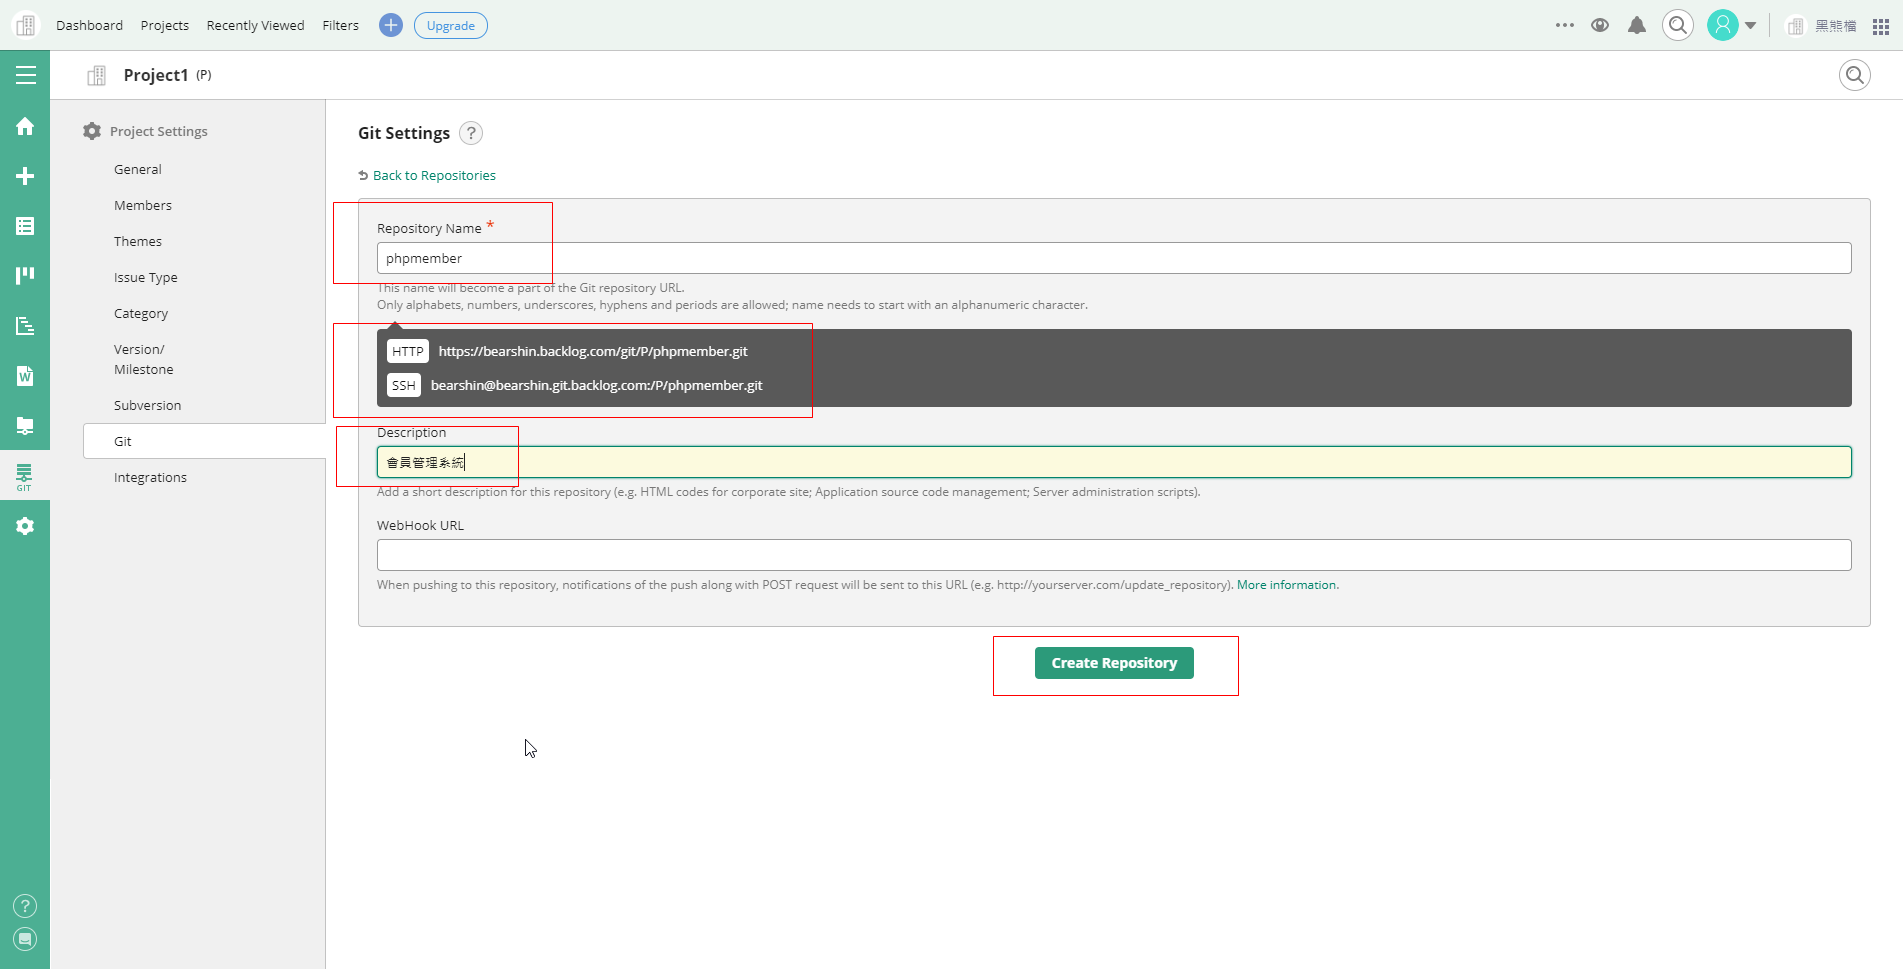 Dashboard Projects Recently Viewed Filters Upgrade 黑熊檔
Project1 (P)
Project Settings
General
Members
Themes
Issue Type
Category
Version/
Milestone
Subversion
Git
Integrations
GIT
Git Settings ?
Back to Repositories
Repository Name *
phpmember
This name will become a part of the Git repository URL.
Only alphabets, numbers, underscores, hyphens and periods are allowed; name needs to start with an alphanumeric character.
HTTP https://bearshin.backlog.com/git/P/phpmember.git
SSH bearshin@bearshin.git.backlog.com:/P/phpmember.git
Description
會員管理系統
Add a short description for this repository (e.g. HTML codes for corporate site; Application source code management; Server administration scripts).
WebHook URL
When pushing to this repository, notifications of the push along with POST request will be sent to this URL (e.g. http://yourserver.com/update_repository). More information.
Create Repository
?